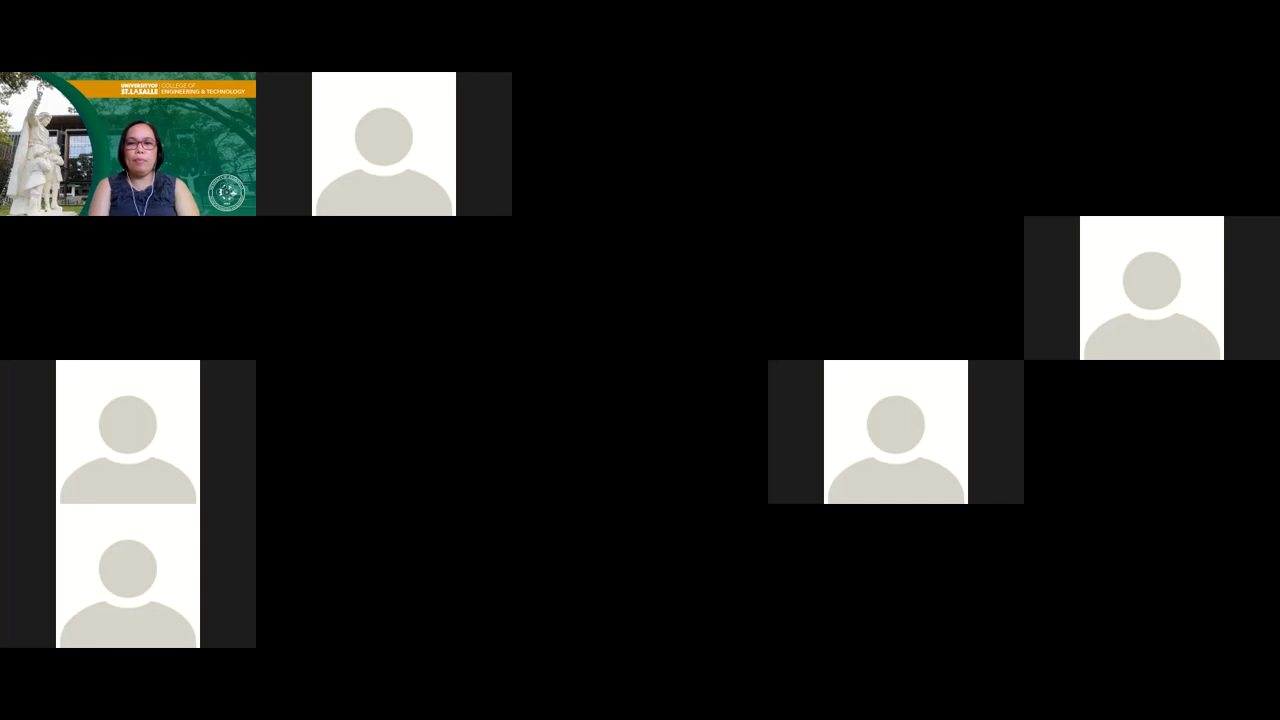 UNIVERSITY OF
ST. LA SALLE
COLLEGE OF
ENGINEERING & TECHNOLOGY